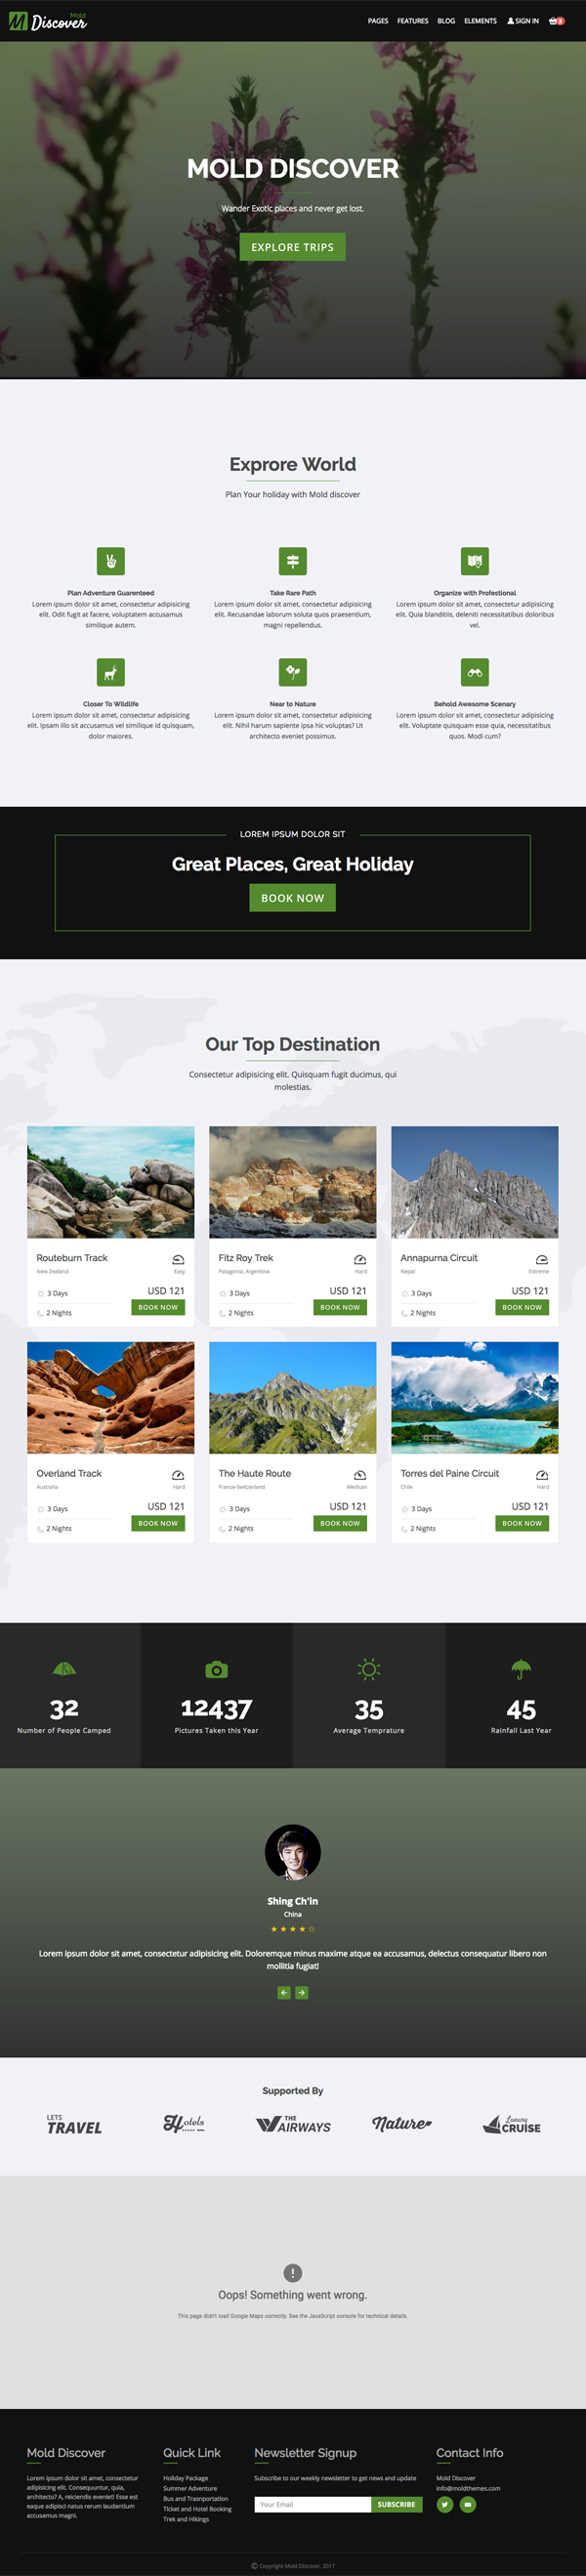 M Discover Mold
PAGES FEATURES BLOG ELEMENTS SIGN IN 3
MOLD DISCOVER
Wander Exotic places and never get lost.
EXPLORE TRIPS
Exprore World
Plan Your holiday with Mold discover
Plan Adventure Guarenteed
Lorem ipsum dolor sit amet, consectetur adipisicing
elit. Odit fugit at facere, voluptatem accusamus
similique autem.
Take Rare Path
Lorem ipsum dolor sit amet, consectetur adipisicing
elit. Recusandae laborum soluta quos praesentium,
magni repellendus.
Organize with Profestional
Lorem ipsum dolor sit amet, consectetur adipisicing
elit. Quia blanditiis, deleniti necessitatibus doloribus
vel.
Closer To Wildlife
Lorem ipsum dolor sit amet, consectetur adipisicing
elit. Ipsam illo sit accusamus vel similique id quisquam,
dolor maiores.
Near to Nature
Lorem ipsum dolor sit amet, consectetur adipisicing
elit. Nihil harum sapiente ipsa hic voluptas? Ut
architecto eveniet possimus.
Behold Awesome Scenary
Lorem ipsum dolor sit amet, consectetur adipisicing
elit. Voluptate quisquam esse quia, necessitatibus
quos. Modi cum?
LOREM IPSUM DOLOR SIT
Great Places, Great Holiday
BOOK NOW
Our Top Destination
Consectetur adipisicing elit. Quisquam fugit ducimus, qui
molestias.
Routeburn Track
New Zealand Easy
3 Days USD 121
2 Nights BOOK NOW
Fitz Roy Trek
Patagonia, Argentina Hard
3 Days USD 121
2 Nights BOOK NOW
Annapurna Circuit
Nepal Extreme
3 Days USD 121
2 Nights BOOK NOW
Overland Track
Australia Hard
3 Days USD 121
2 Nights BOOK NOW
The Haute Route
France-Switzerland Medium
3 Days USD 121
2 Nights BOOK NOW
Torres del Paine Circuit
Chile Hard
3 Days USD 121
2 Nights BOOK NOW
32
Number of People Camped
12437
Pictures Taken this Year
35
Average Temprature
45
Rainfall Last Year
Shing Ch'in
China
Lorem ipsum dolor sit amet, consectetur adipisicing elit. Doloremque minus maxime atque ea accusamus, delectus consequatur libero non
mollitia fugiat!
Supported By
LETS
TRAVEL
Hotels
THE
AIRWAYS
Nature
Luxury
CRUISE
Oops! Something went wrong.
This page didn't load Google Maps correctly. See the JavaScript console for technical details.
Mold Discover
Lorem ipsum dolor sit amet, consectetur
adipisicing elit. Consequuntur, quia,
architecto? A, reiciendis eveniet! Esse est
eaque adipisci natus rerum laudantium
accusamus magni.
Quick Link
Holiday Package
Summer Adventure
Bus and Trasnportation
Ticket and Hotel Booking
Trek and Hikings
Newsletter Signup
Subscribe to our weekly newsletter to get news and update
Your Email SUBSCRIBE
Contact Info
Mold Discover
info@moldthemes.com
© Copyright Mold Discover, 2017